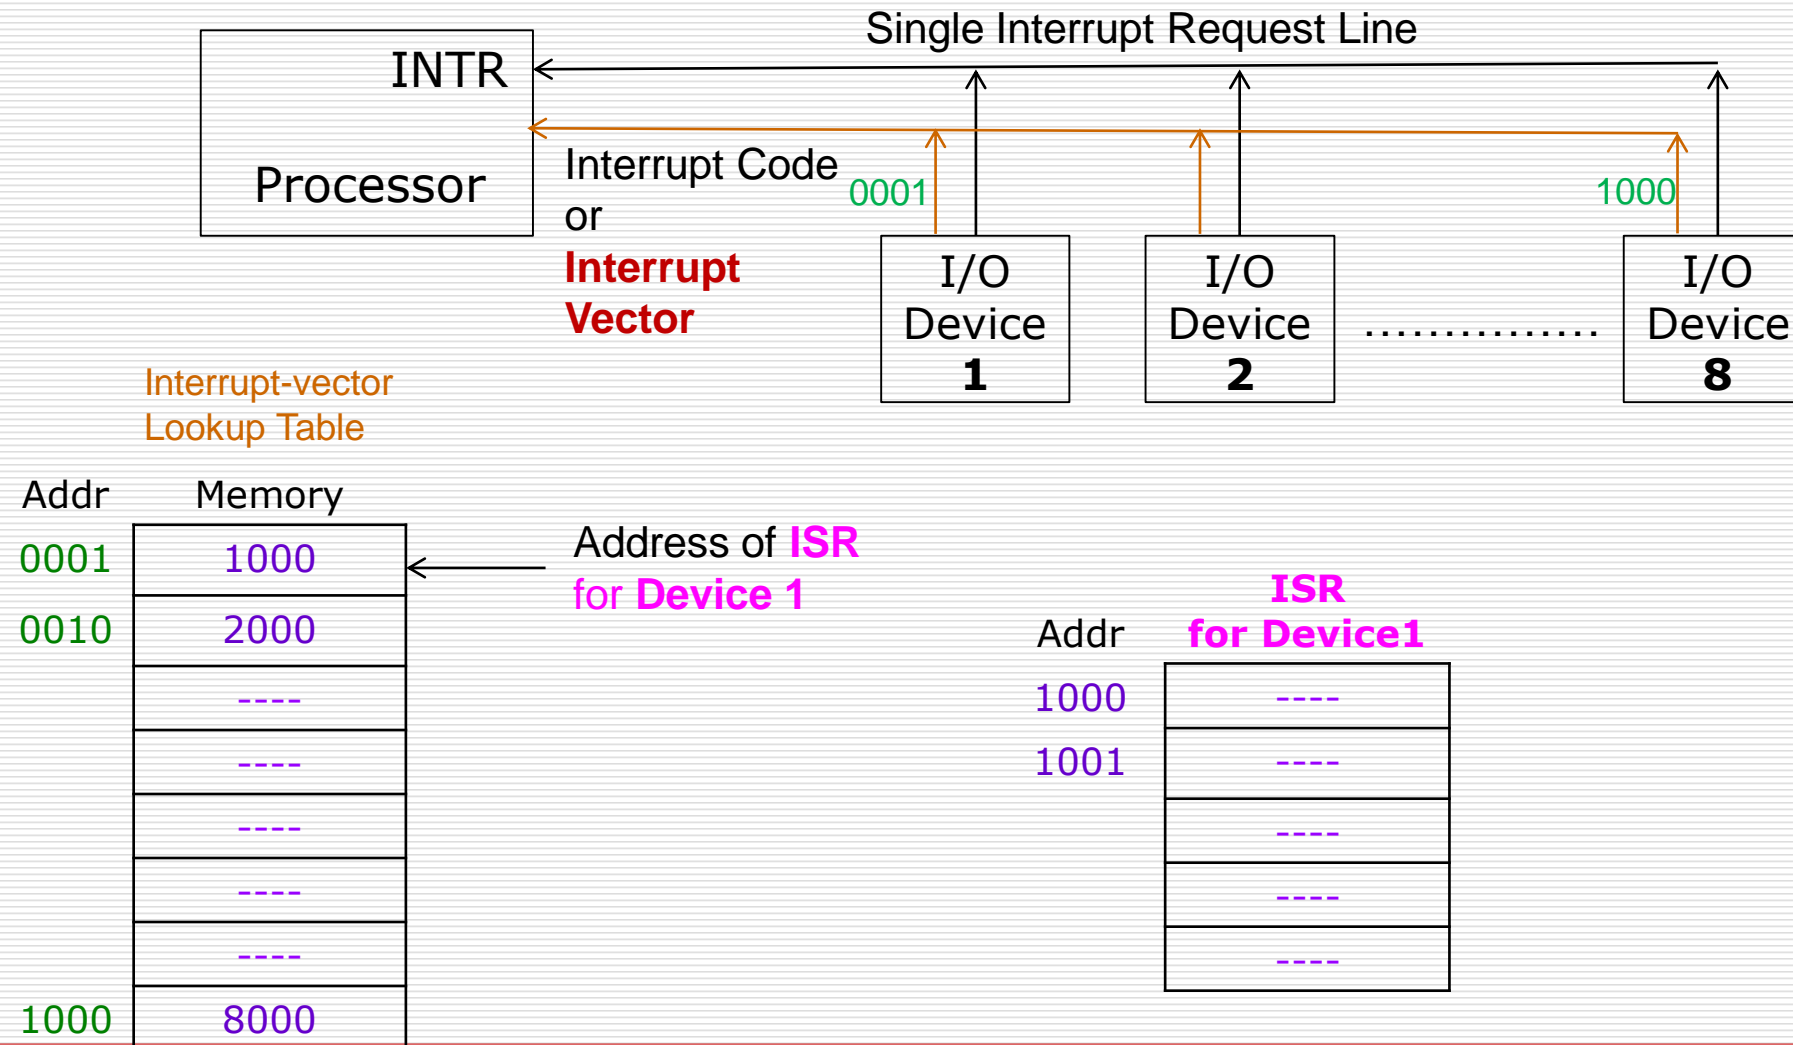 Single Interrupt Request Line
INTR
Processor
Interrupt Code
or
Interrupt
Vector
0001
1000
I/O
Device
1
I/O
Device
2
...............
I/O
Device
8
Interrupt-vector
Lookup Table
Addr Memory
0001 1000
0010 2000
----
----
----
----
----
1000 8000
Address of ISR
for Device 1
ISR
for Device1
Addr
1000 ----
1001 ----
----
----
----